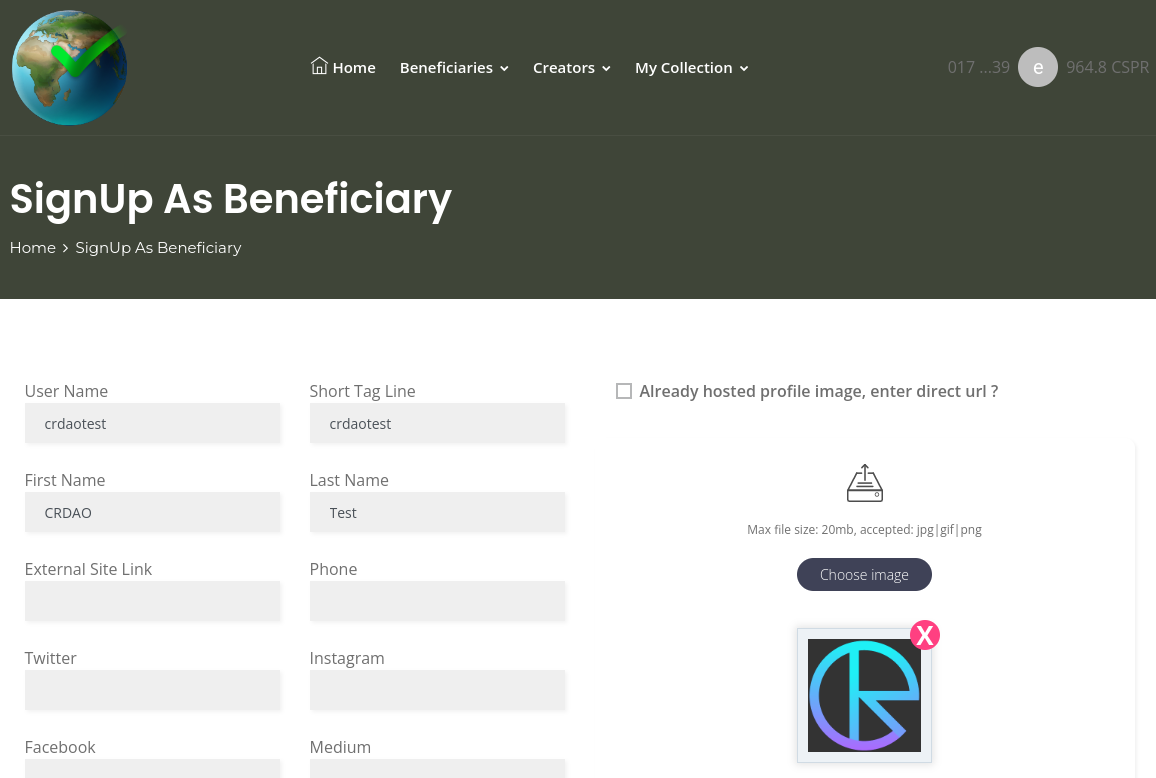 Home Beneficiaries Creators My Collection 017 ...39 e 964.8 CSPR
SignUp As Beneficiary
Home > SignUp As Beneficiary
User Name Short Tag Line
crdaotest crdaotest
First Name Last Name
CRDAO Test
External Site Link Phone
Twitter Instagram
Facebook Medium
Already hosted profile image, enter direct url ?
Max file size: 20mb, accepted: jpg|gif|png
Choose image
X